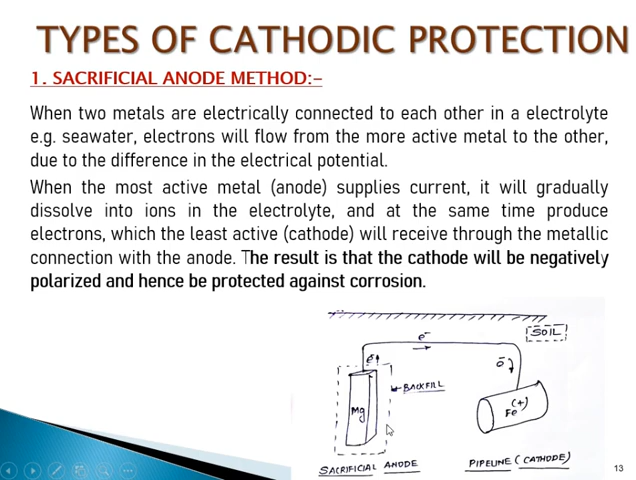 TYPES OF CATHODIC PROTECTION
1. SACRIFICIAL ANODE METHOD:-
When two metals are electrically connected to each other in a electrolyte
e.g. seawater, electrons will flow from the more active metal to the other,
due to the difference in the electrical potential.
When the most active metal (anode) supplies current, it will gradually
dissolve into ions in the electrolyte, and at the same time produce
electrons, which the least active (cathode) will receive through the metallic
connection with the anode. The result is that the cathode will be negatively
polarized and hence be protected against corrosion.
SOIL
e⁻
e⁻
e⁻
BACKFILL
Mg
(+)
Fe
SACRIFICIAL ANODE
PIPELINE (CATHODE)
13